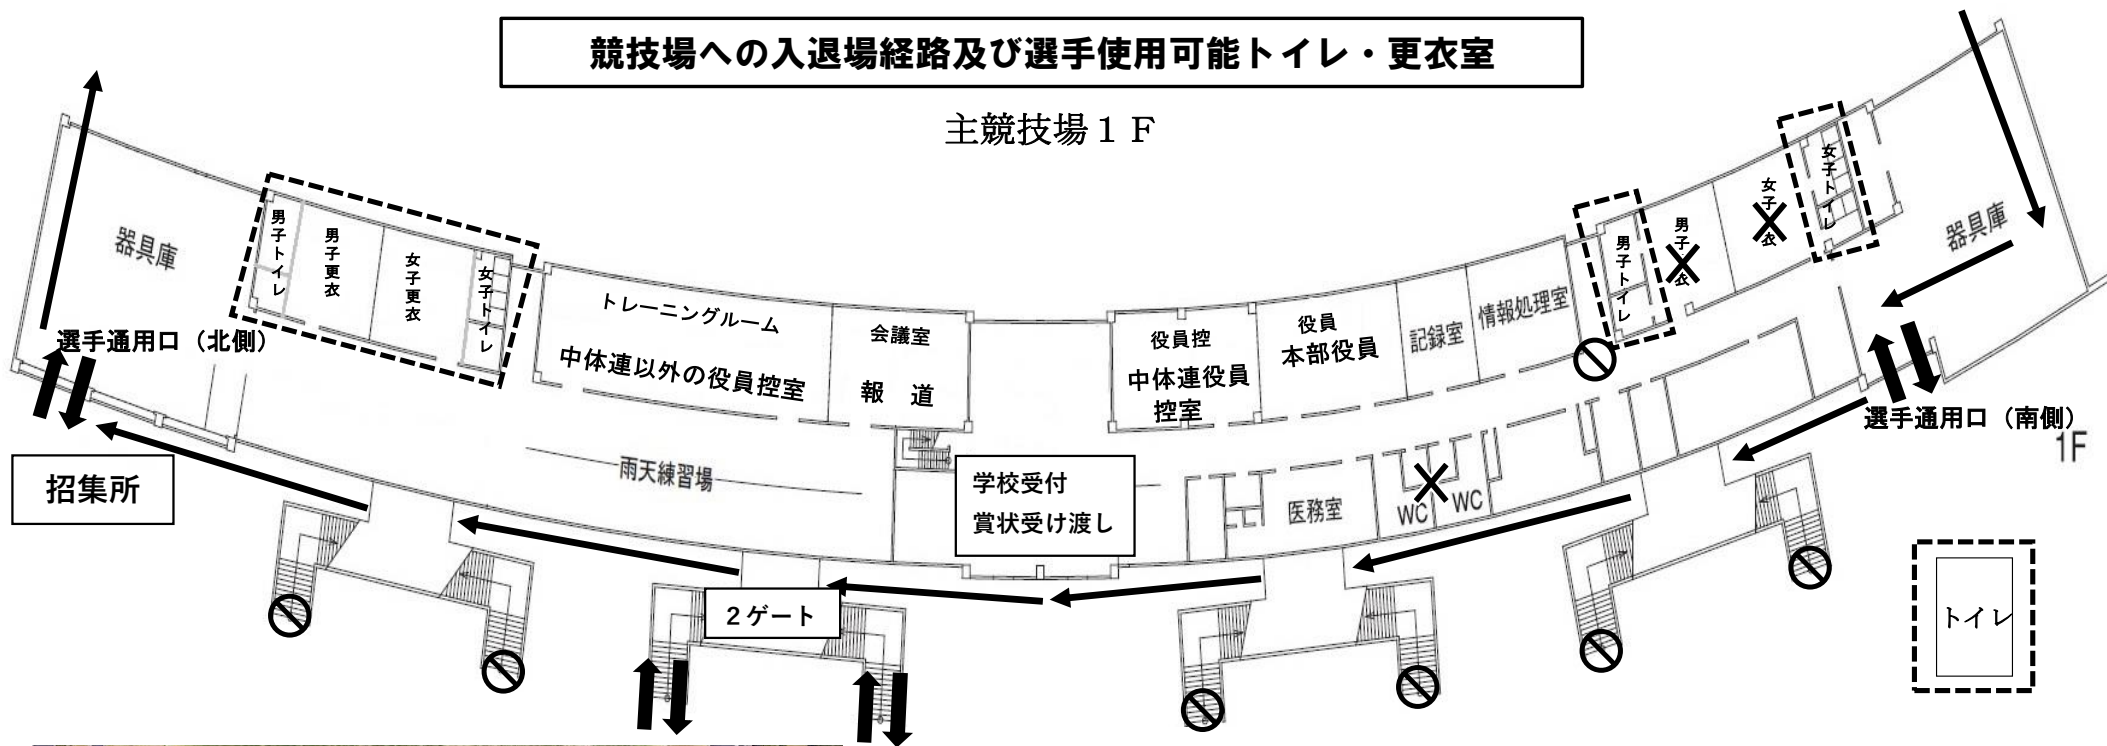 競技場への入退場経路及び選手使用可能トイレ・更衣室
主競技場１Ｆ
器具庫
男子トイレ
男子更衣
女子更衣
女子トイレ
選手通用口（北側）
招集所
トレーニングルーム
中体連以外の役員控室
会議室
報　道
雨天練習場
学校受付
賞状受け渡し
2ゲート
役員控
中体連役員
控室
役員
本部役員
記録室
情報処理室
男子トイレ
男子　衣
女子　衣
女子トイレ
器具庫
選手通用口（南側）
1F
医務室
WC
WC
トイレ